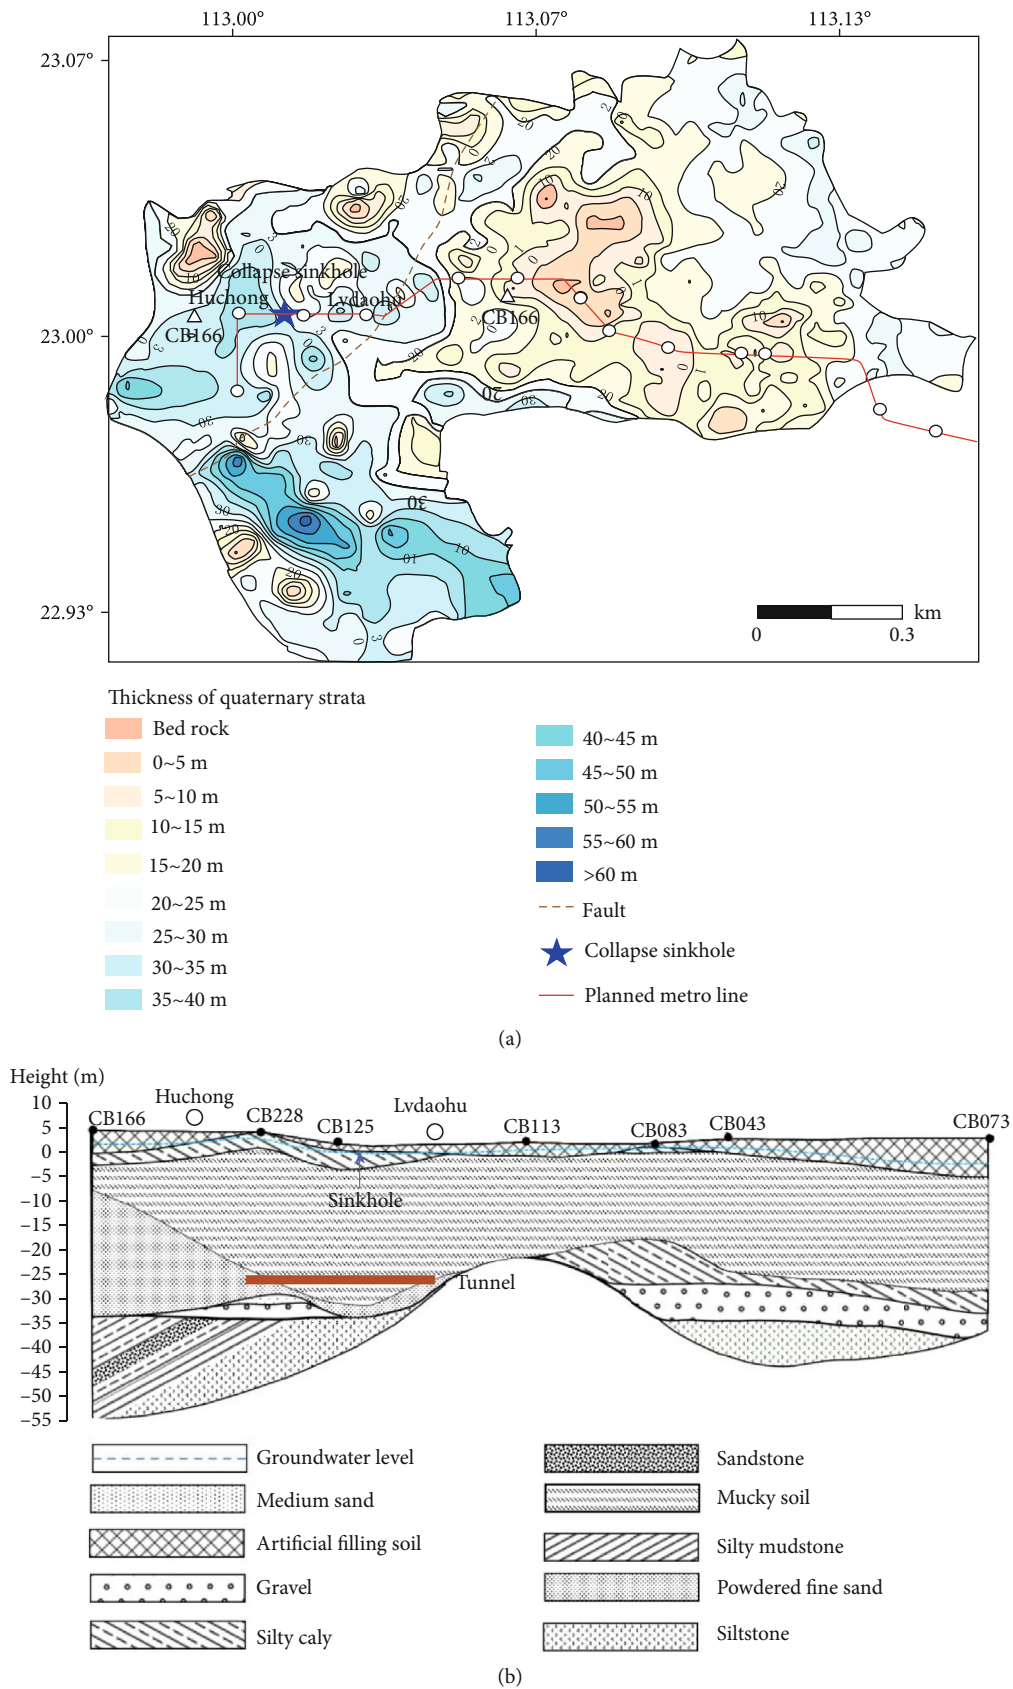 113.00° 113.07° 113.13°
23.07°
23.00°
22.93°
Collapse sinkhole
Huchong Lvdaohu
CB166
CB166
20
30
km
0 0.3
Thickness of quaternary strata
Bed rock
0~5 m
5~10 m
10~15 m
15~20 m
20~25 m
25~30 m
30~35 m
35~40 m
40~45 m
45~50 m
50~55 m
55~60 m
>60 m
Fault
Collapse sinkhole
Planned metro line
(a)
Height (m)
10
5
0
–5
–10
–15
–20
–25
–30
–35
–40
–45
–50
–55
Huchong
Lvdaohu
CB166 CB228 CB125 CB113 CB083 CB043 CB073
Sinkhole
Tunnel
Groundwater level
Medium sand
Artificial filling soil
Gravel
Silty caly
Sandstone
Mucky soil
Silty mudstone
Powdered fine sand
Siltstone
(b)